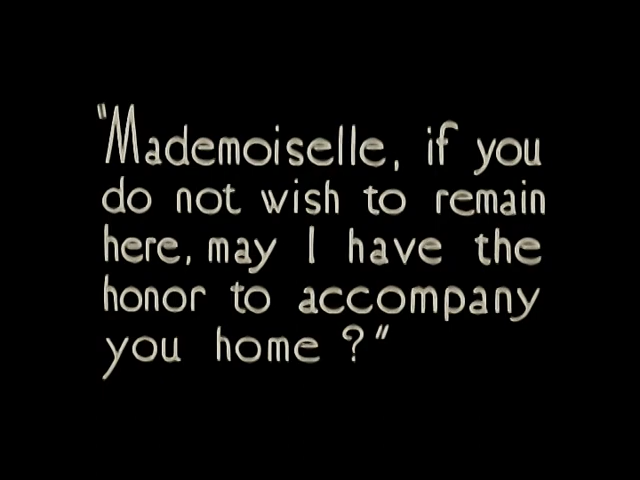 "Mademoiselle, if you
do not wish to remain
here, may I have the
honor to accompany
you home?"